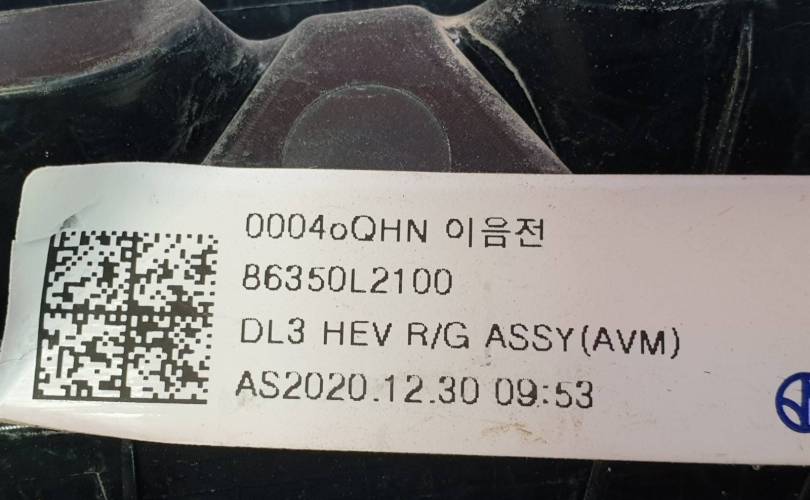 0004oQHN 이음전
86350L2100
DL3 HEV R/G ASSY(AVM)
AS2020.12.30 09:53